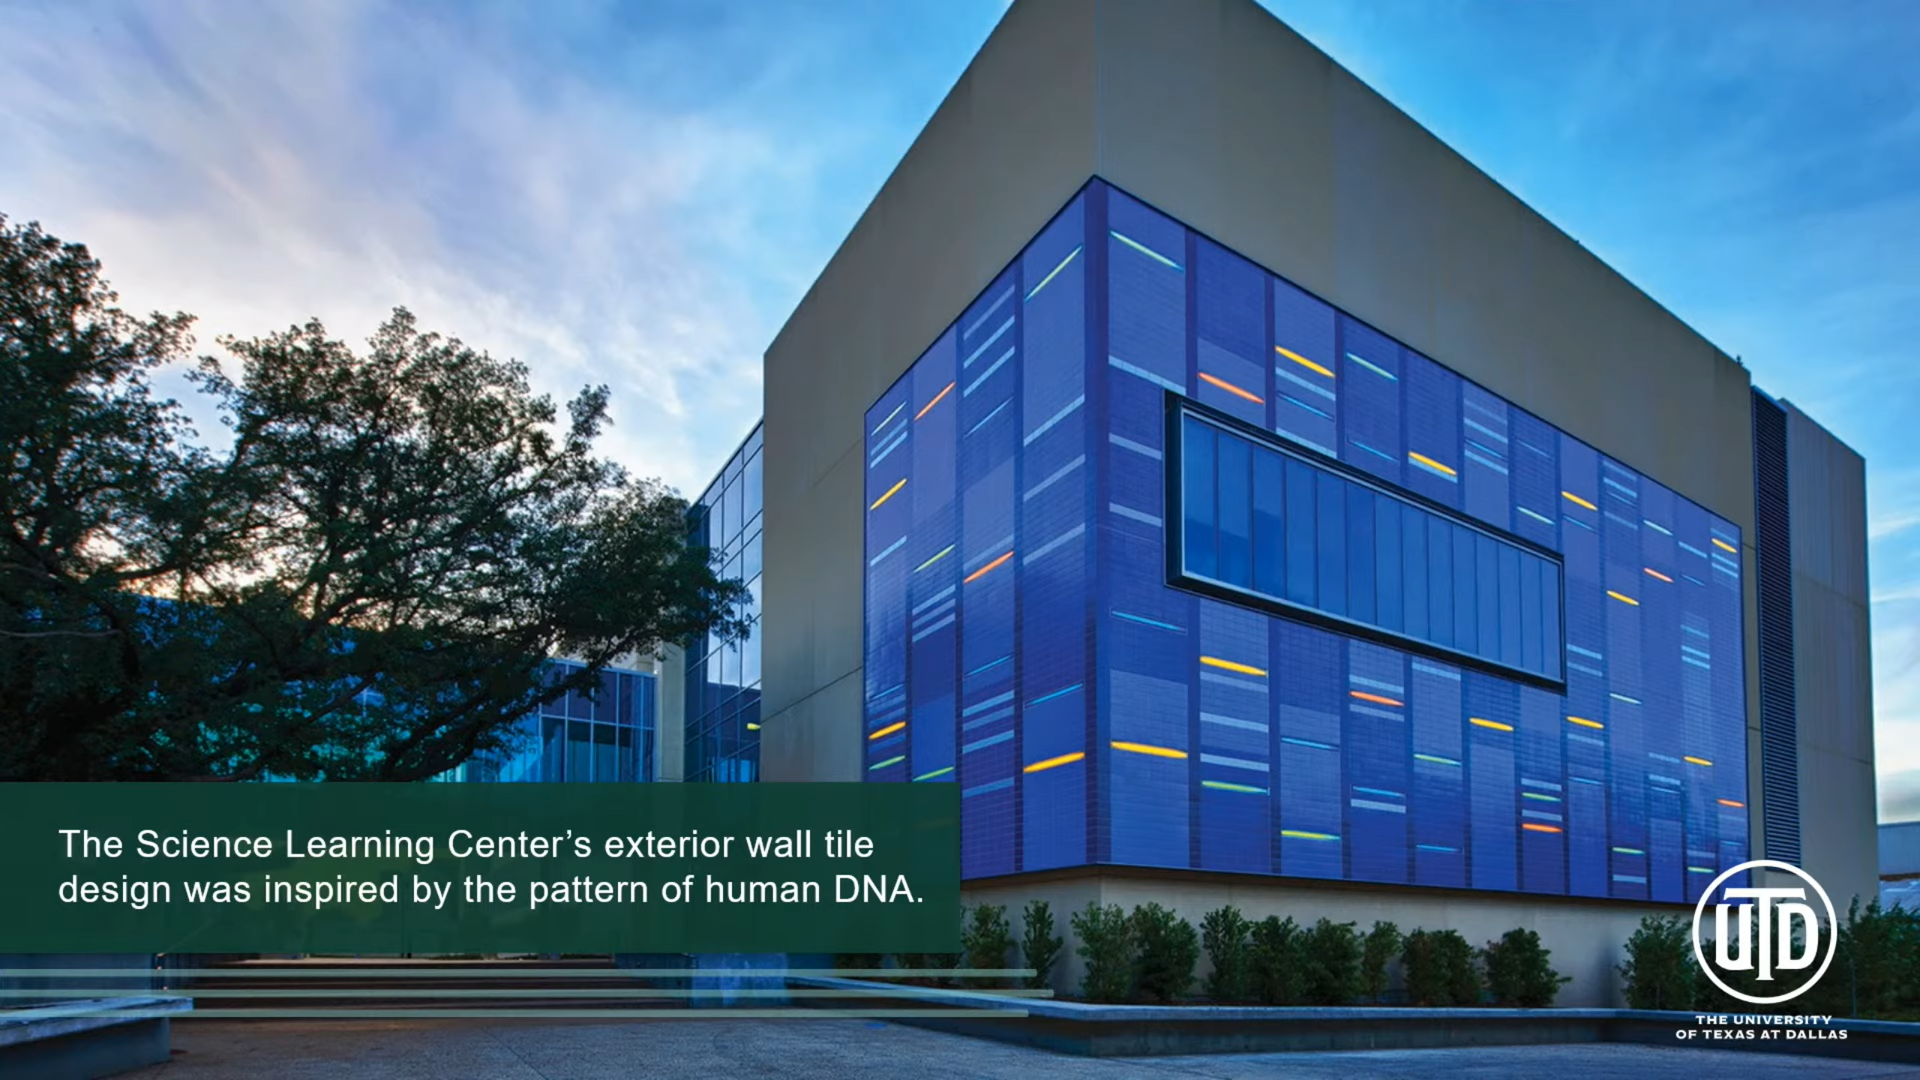 The Science Learning Center’s exterior wall tile
design was inspired by the pattern of human DNA.
UTD
THE UNIVERSITY
OF TEXAS AT DALLAS